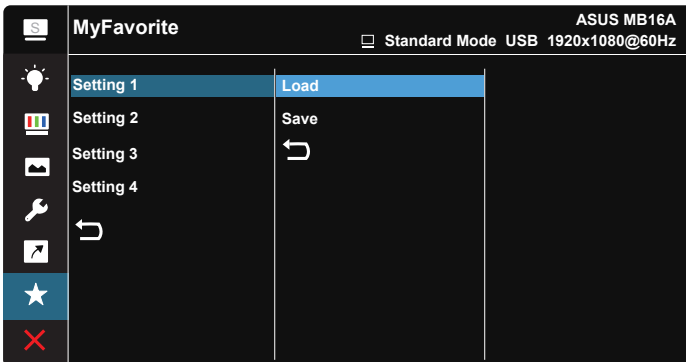 S
MyFavorite
ASUS MB16A
Standard Mode USB 1920x1080@60Hz
Setting 1
Load
Setting 2
Save
Setting 3
Setting 4